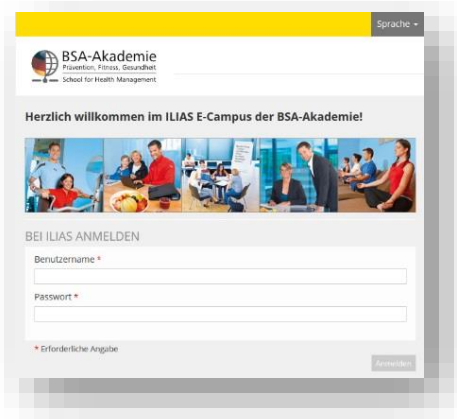 Sprache
BSA-Akademie
Prävention, Fitness, Gesundheit
School for Health Management
Herzlich willkommen im ILIAS E-Campus der BSA-Akademie!
BEI ILIAS ANMELDEN
Benutzername *
Passwort *
* Erforderliche Angabe
Anmelden